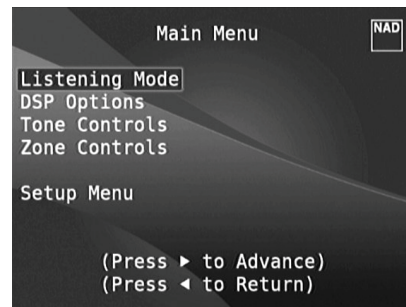 Main Menu
NAD
Listening Mode
DSP Options
Tone Controls
Zone Controls
Setup Menu
(Press ▶ to Advance)
(Press ◀ to Return)